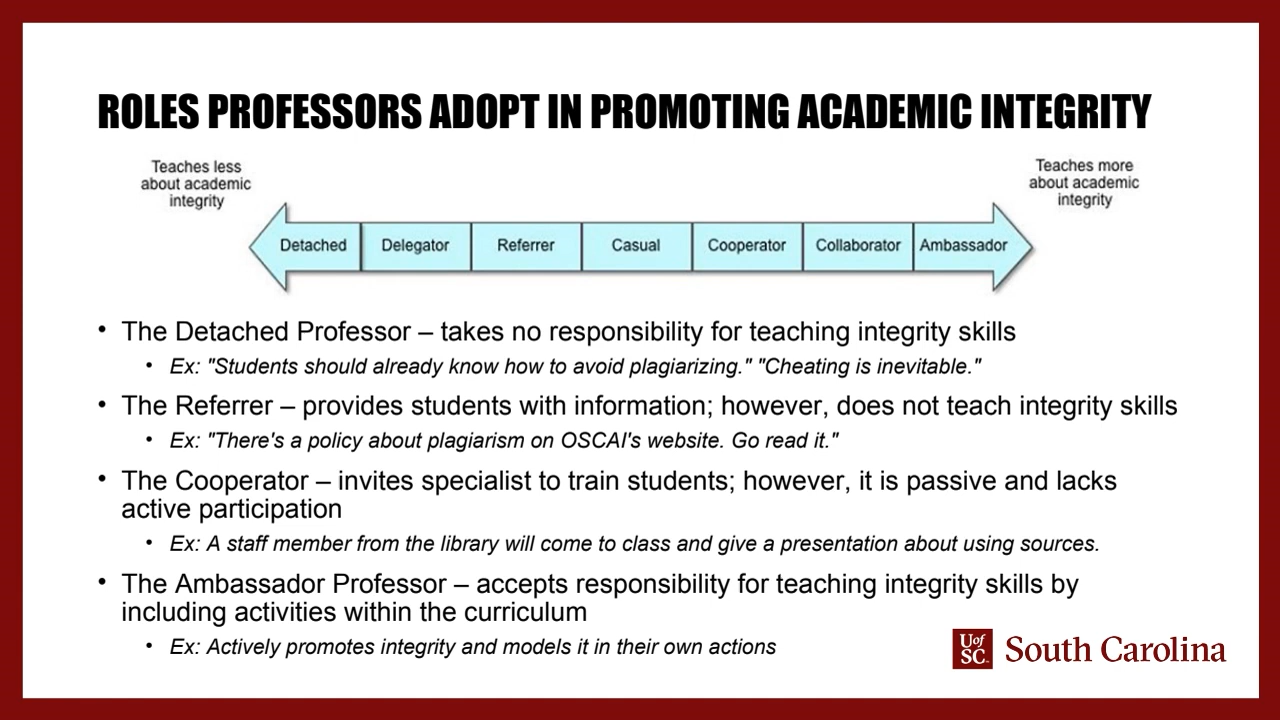 ROLES PROFESSORS ADOPT IN PROMOTING ACADEMIC INTEGRITY
Teaches less
about academic
integrity
Teaches more
about academic
integrity
Detached
Delegator
Referrer
Casual
Cooperator
Collaborator
Ambassador
• The Detached Professor – takes no responsibility for teaching integrity skills
• Ex: "Students should already know how to avoid plagiarizing." "Cheating is inevitable."
• The Referrer – provides students with information; however, does not teach integrity skills
• Ex: "There's a policy about plagiarism on OSCAI's website. Go read it."
• The Cooperator – invites specialist to train students; however, it is passive and lacks
active participation
• Ex: A staff member from the library will come to class and give a presentation about using sources.
• The Ambassador Professor – accepts responsibility for teaching integrity skills by
including activities within the curriculum
• Ex: Actively promotes integrity and models it in their own actions
UofSC
South Carolina